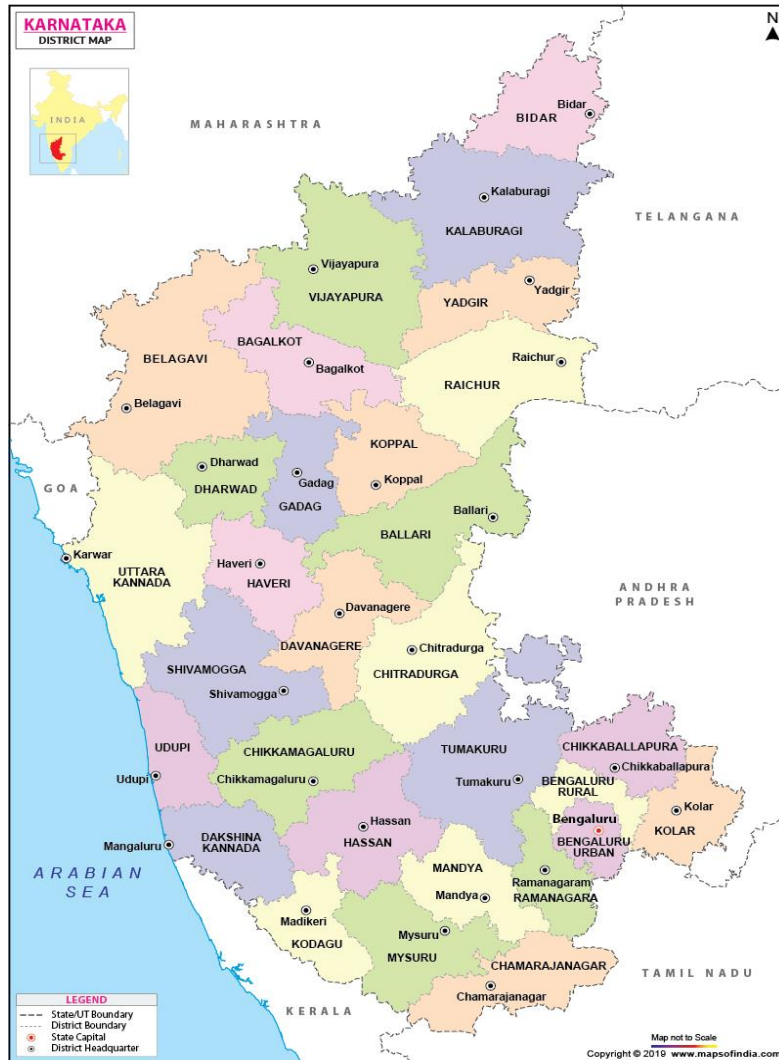 KARNATAKA
DISTRICT MAP
N
INDIA
MAHARASHTRA
Bidar
BIDAR
Kalaburagi
KALABURAGI
TELANGANA
Vijayapura
VIJAYAPURA
Yadgir
YADGIR
BAGALKOT
Bagalkot
BELAGAVI
Belagavi
Raichur
RAICHUR
KOPPAL
Koppal
Dharwad
DHARWAD
Gadag
GADAG
GOA
Ballari
BALLARI
Karwar
UTTARA
KANNADA
Haveri
HAVERI
ANDHRA
PRADESH
Davanagere
DAVANAGERE
Chitradurga
CHITRADURGA
SHIVAMOGGA
Shivamogga
UDUPI
Udupi
CHIKKAMAGALURU
Chikkamagaluru
TUMAKURU
Tumakuru
CHIKKABALLAPURA
Chikkaballapura
BENGALURU
RURAL
Kolar
KOLAR
Bengaluru
BENGALURU
URBAN
Mangaluru
DAKSHINA
KANNADA
Hassan
HASSAN
ARABIAN
SEA
MANDYA
Mandya
Ramanagaram
RAMANAGARA
Madikeri
KODAGU
Mysuru
MYSURU
CHAMARAJANAGAR
Chamarajanagar
TAMIL NADU
KERALA
LEGEND
State/UT Boundary
District Boundary
State Capital
District Headquarter
Map not to Scale
Copyright © 2019 www.mapsofindia.com